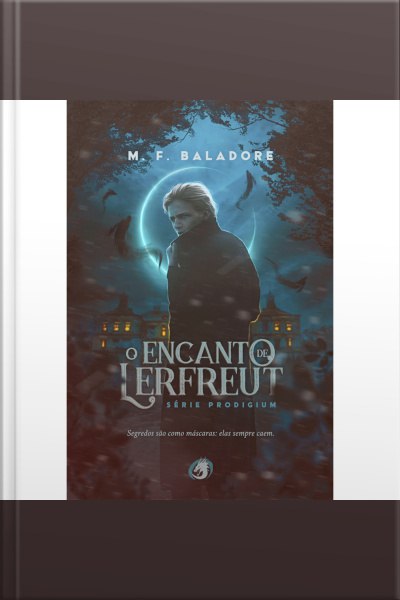 M. F. BALADORE
O ENCANTO DE
LERFREUT
SÉRIE PRODIGIUM
Segredos são como máscaras: elas sempre caem.